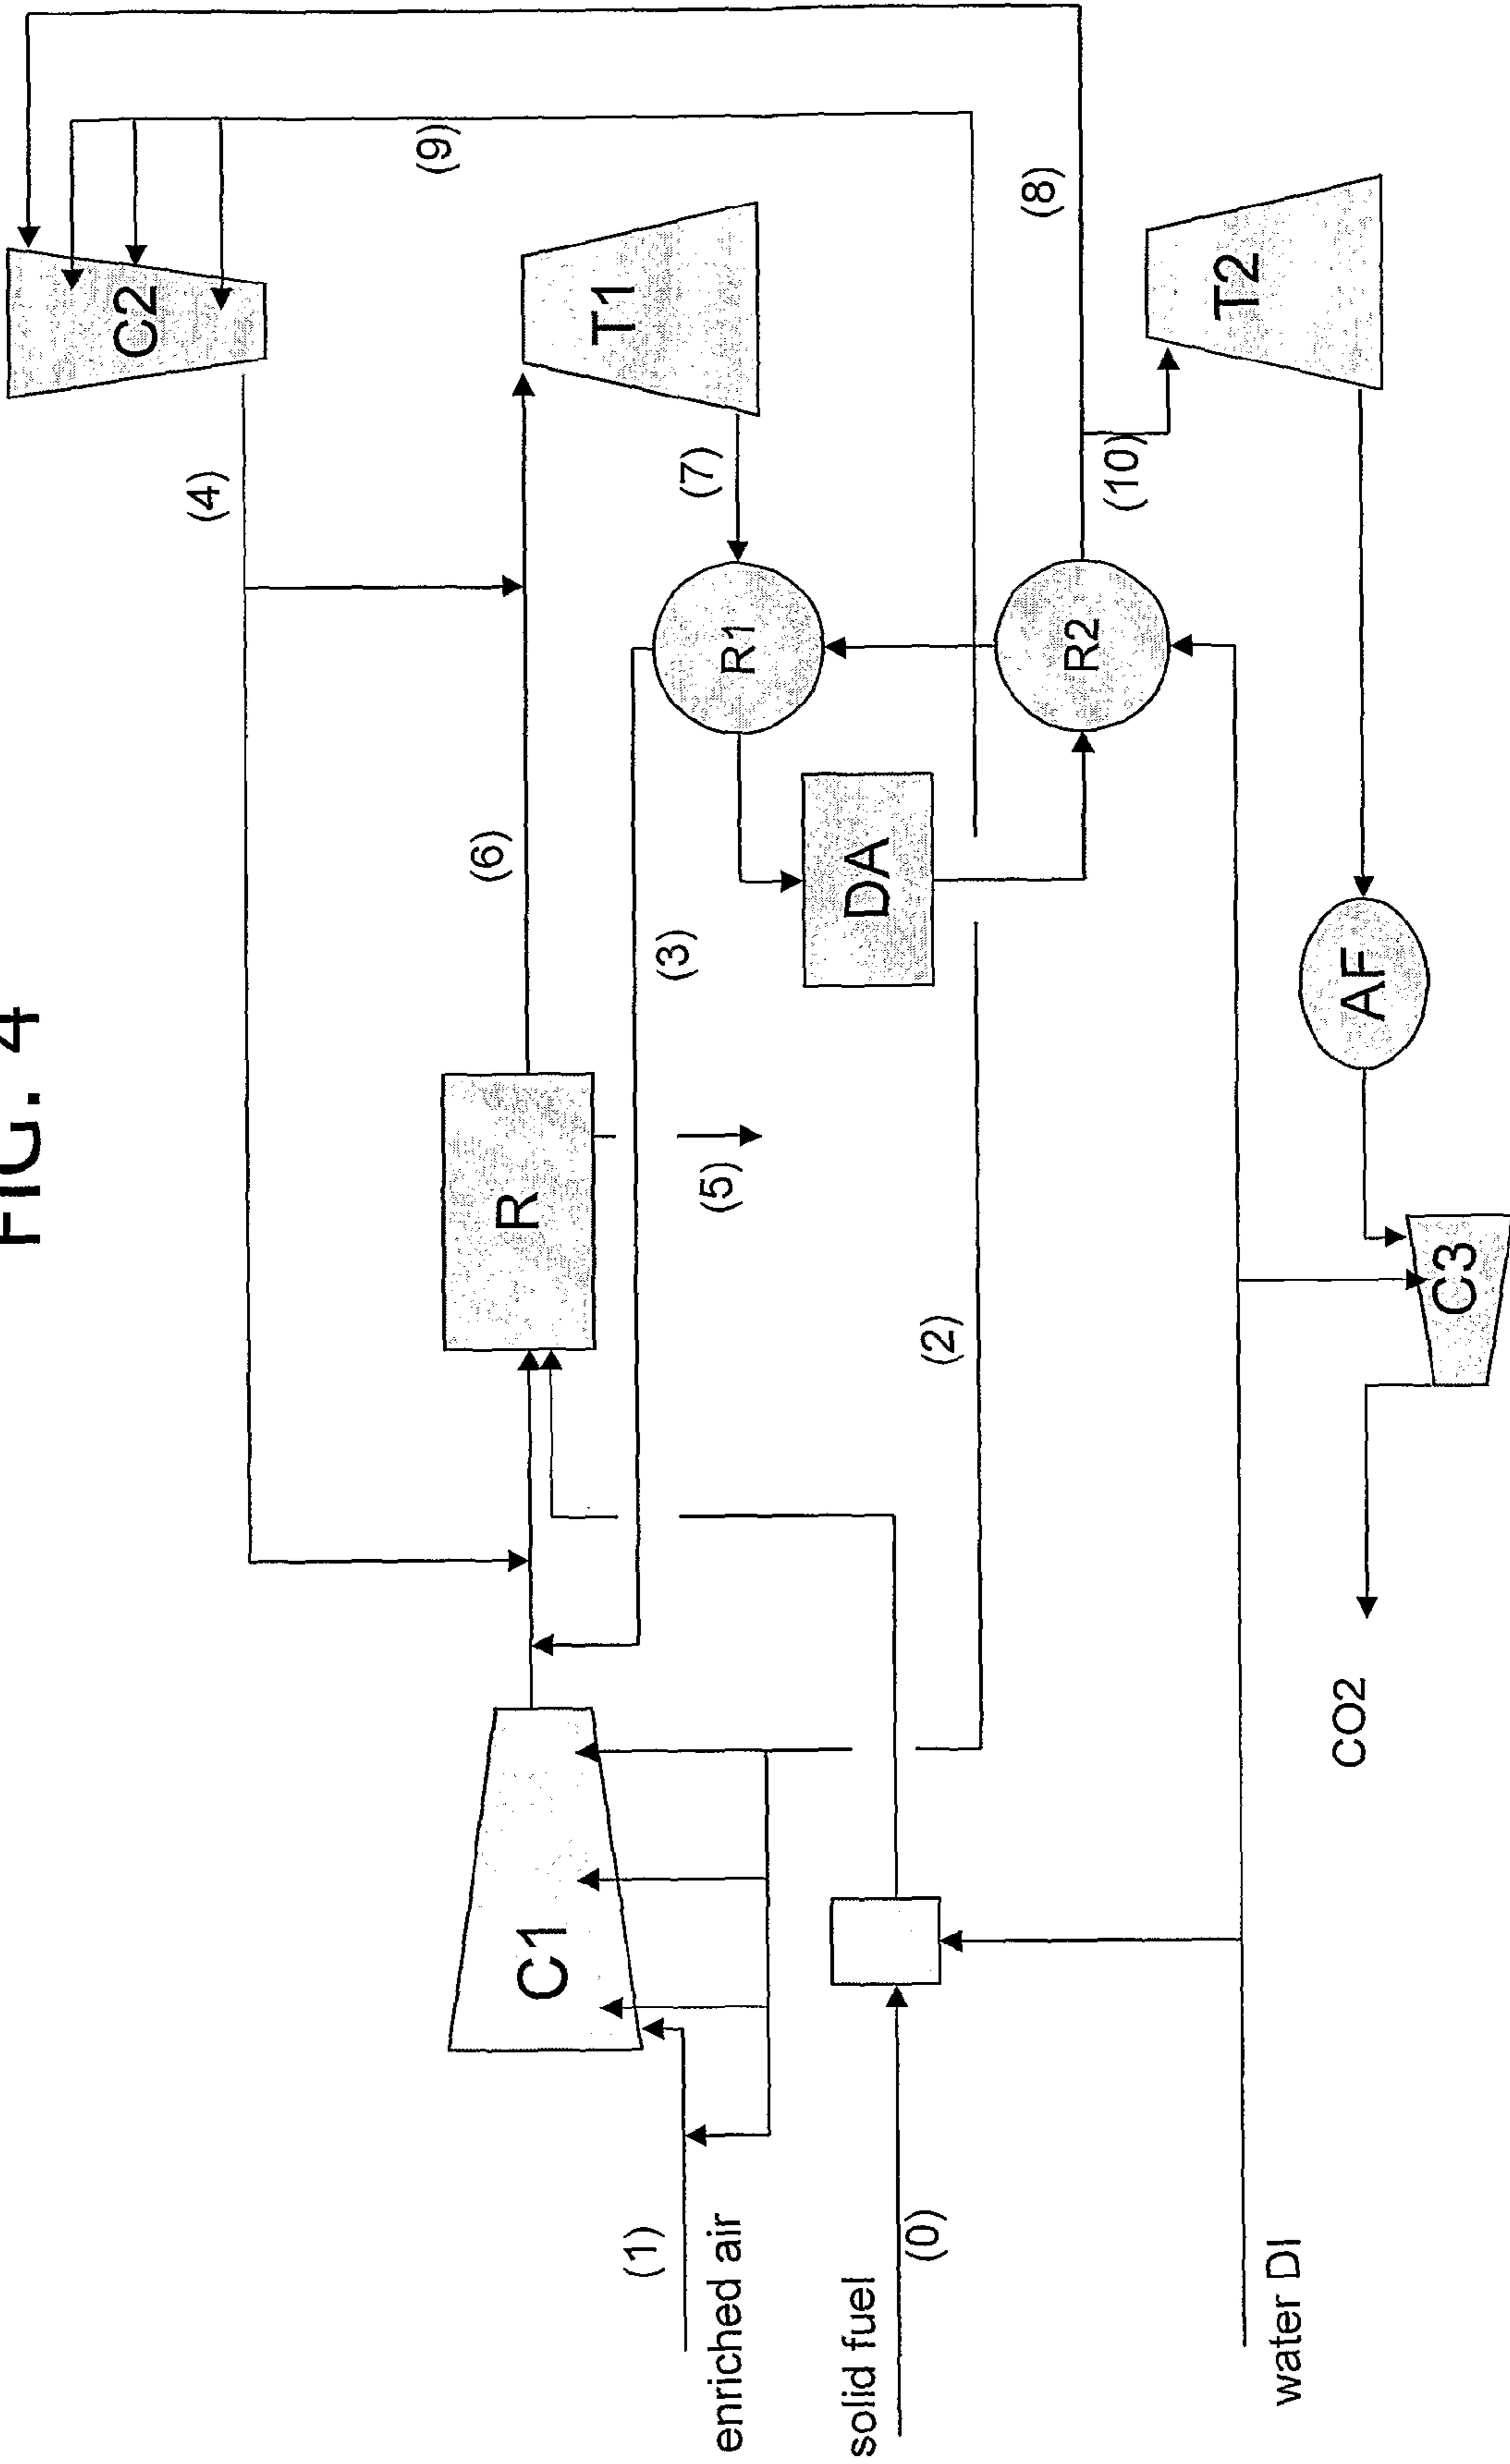 FIG. 4
(1)
enriched air
solid fuel
(0)
water DI
C1
(2)
R
(5)
(3)
(6)
(4)
C2
(9)
T1
(7)
R1
DA
R2
(8)
(10)
T2
AF
C3
CO2